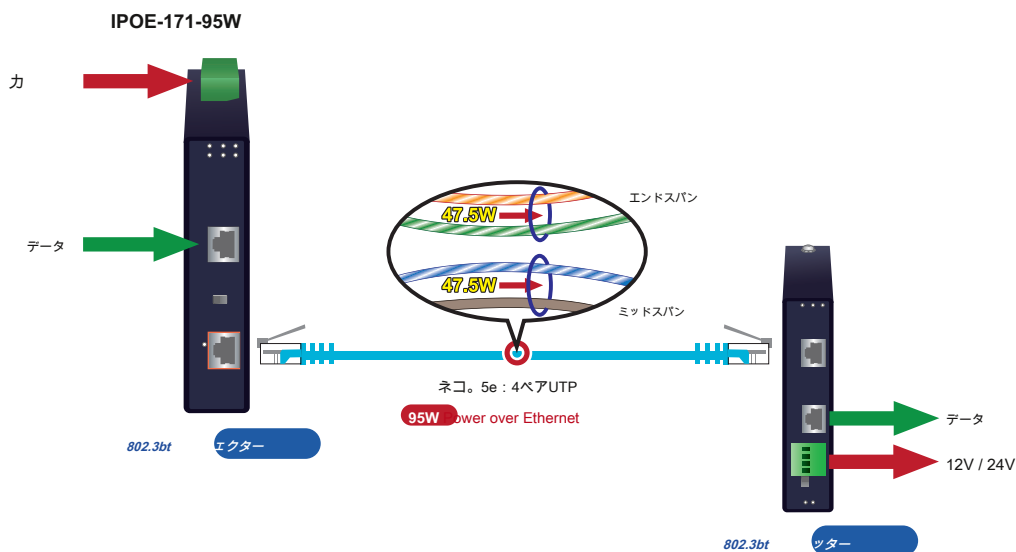 IPOE-171-95W
力
データ
47.5W
エンドスパン
47.5W
ミッドスパン
ネコ。5e：4ペアUTP
95W Power over Ethernet
802.3bt
ェクター
データ
12V / 24V
802.3bt
ッター